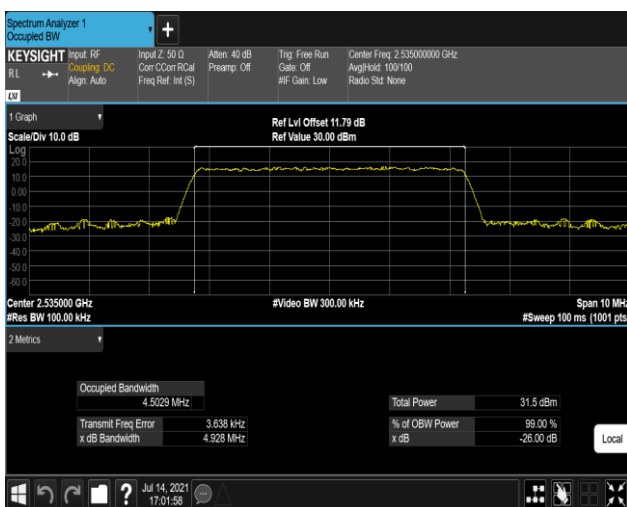 Spectrum Analyzer 1
Occupied BW
+
KEYSIGHT Input: RF Input Z: 50 Ω Atten: 40 dB Trig: Free Run Center Freq: 2.535000000 GHz
RL Coupling: DC Corr CCorr RCal Preamp: Off Gate: Off Avg|Hold: 100/100
Align: Auto Freq Ref: Int (S) #IF Gain: Low Radio Std: None
LXI
1 Graph
Ref Lvl Offset 11.79 dB
Scale/Div 10.0 dB Ref Value 30.00 dBm
Log
20.0
10.0
0.00
-10.0
-20.0
-30.0
-40.0
-50.0
-60.0
Center 2.535000 GHz #Video BW 300.00 kHz Span 10 MHz
#Res BW 100.00 kHz #Sweep 100 ms (1001 pts
2 Metrics
Occupied Bandwidth
4.5029 MHz Total Power 31.5 dBm
Transmit Freq Error 3.638 kHz % of OBW Power 99.00 %
x dB Bandwidth 4.928 MHz x dB -26.00 dB
Local
? Jul 14, 2021
17:01:58